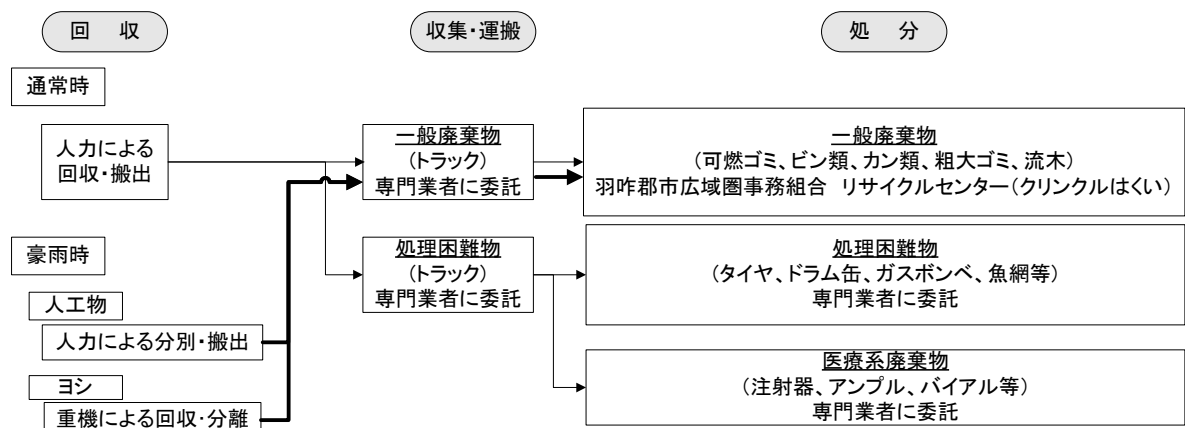 回　収
収集・運搬
処　分
通常時
人力による
回収・搬出
一般廃棄物
(トラック)
専門業者に委託
一般廃棄物
(可燃ゴミ、ビン類、カン類、粗大ゴミ、流木)
羽咋郡市広域圏事務組合　リサイクルセンター(クリンクルはくい)
豪雨時
処理困難物
(トラック)
専門業者に委託
処理困難物
(タイヤ、ドラム缶、ガスボンベ、魚網等)
専門業者に委託
人工物
人力による分別・搬出
ヨシ
重機による回収・分離
医療系廃棄物
(注射器、アンプル、バイアル等)
専門業者に委託